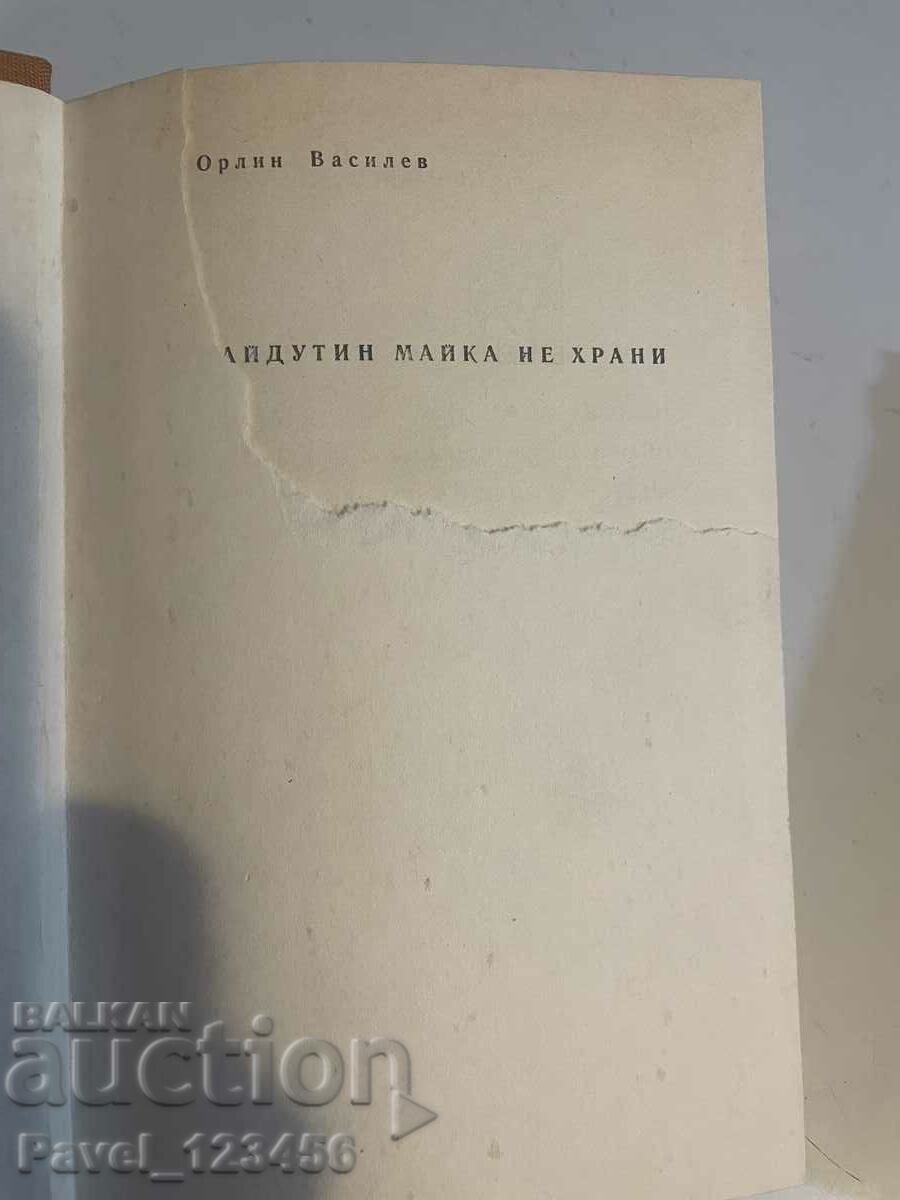 Орлин Василев
АЙДУТИН МАЙКА НЕ ХРАНИ
BALKAN
auction
Pavel_123456